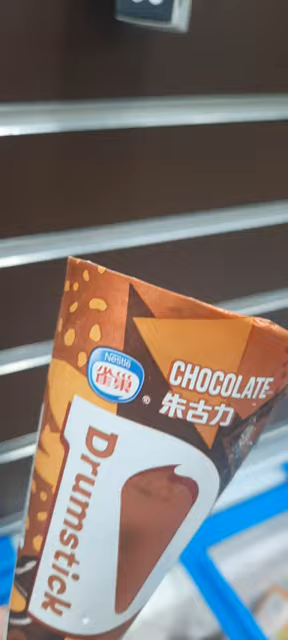 Nestlé
雀巢
®
CHOCOLATE
朱古力
Drumstick